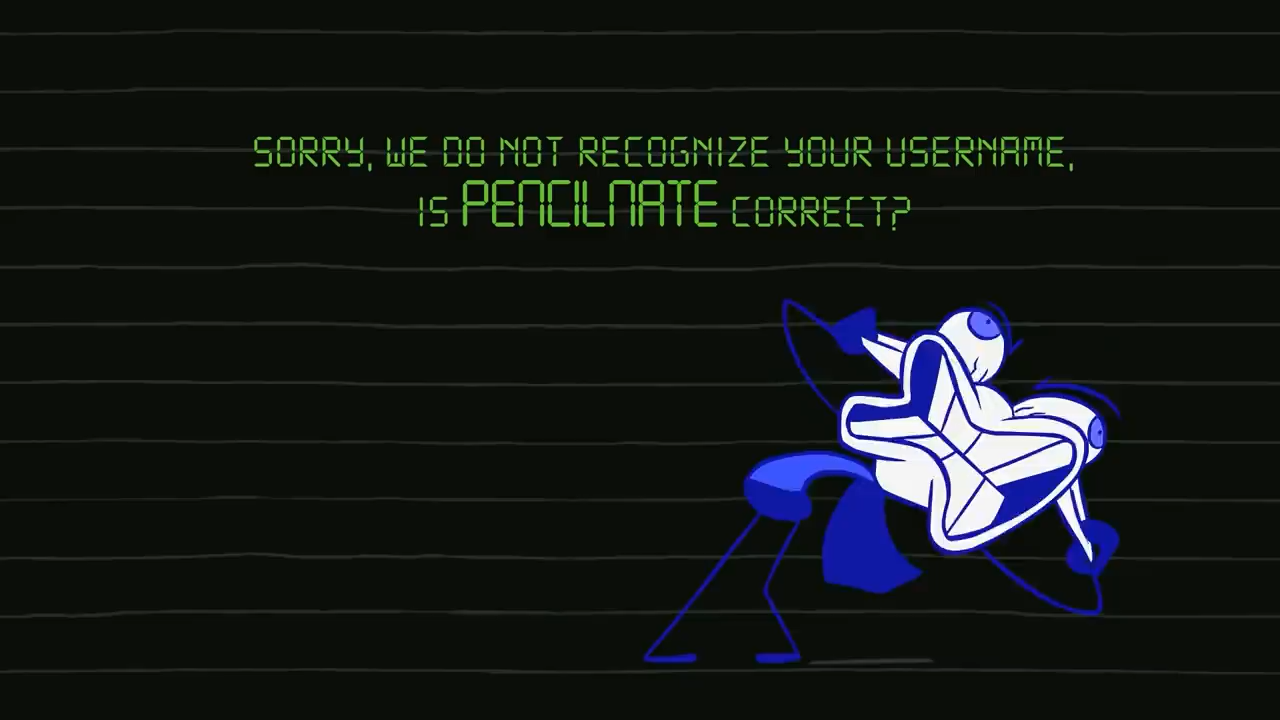 SORRY, WE DO NOT RECOGNIZE YOUR USERNAME,
IS PENCILNATE CORRECT?